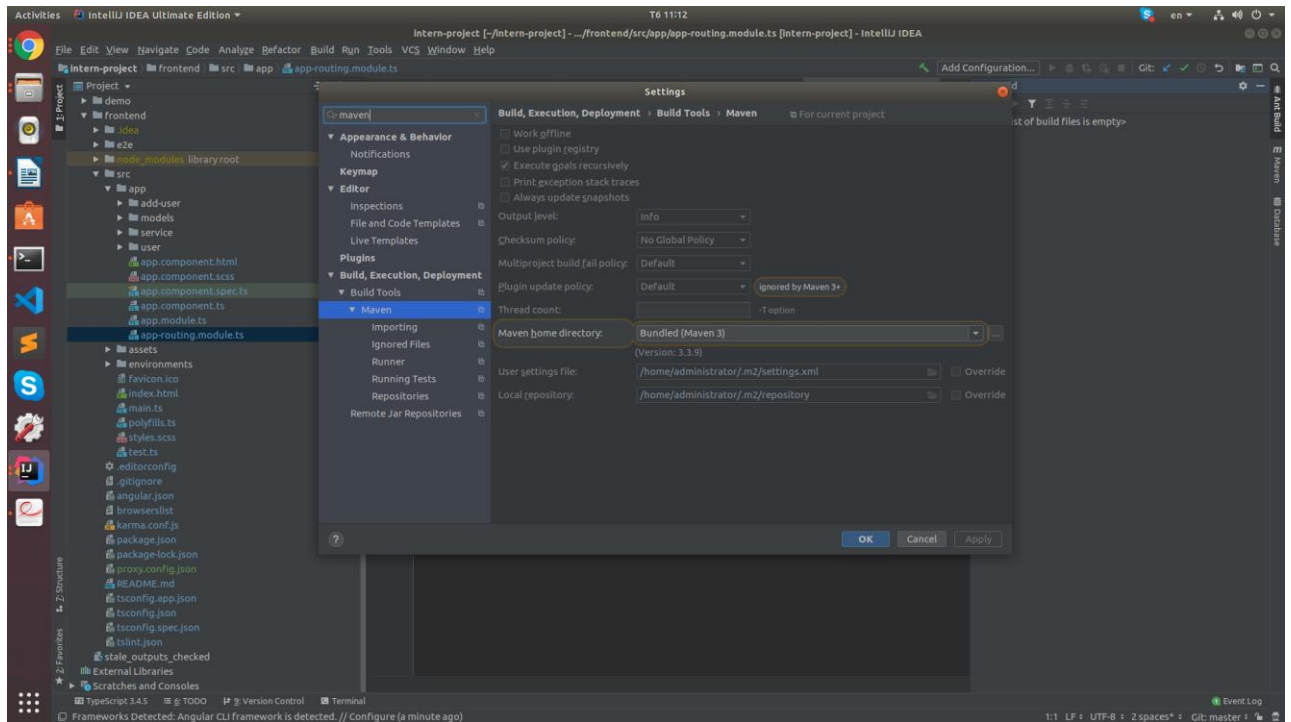 Activities IntelliJ IDEA Ultimate Edition T6 11:12 en
intern-project [~/intern-project] - .../frontend/src/app/app-routing.module.ts [intern-project] - IntelliJ IDEA
File Edit View Navigate Code Analyze Refactor Build Run Tools VCS Window Help
intern-project frontend src app app-routing.module.ts Add Configuration... Git:
1: Project
Project
demo
frontend
.idea
e2e
node_modules library root
src
app
add-user
models
service
user
app.component.html
app.component.scss
app.component.spec.ts
app.component.ts
app.module.ts
app-routing.module.ts
assets
environments
favicon.ico
index.html
main.ts
polyfills.ts
styles.scss
test.ts
.editorconfig
.gitignore
angular.json
browserslist
karma.conf.js
package.json
package-lock.json
proxy.config.json
README.md
tsconfig.app.json
tsconfig.json
tsconfig.spec.json
tslint.json
stale_outputs_checked
External Libraries
Scratches and Consoles
Z: Structure
2: Favorites
Settings
maven
Appearance & Behavior
Notifications
Keymap
Editor
Inspections
File and Code Templates
Live Templates
Plugins
Build, Execution, Deployment
Build Tools
Maven
Importing
Ignored Files
Runner
Running Tests
Repositories
Remote Jar Repositories
Build, Execution, Deployment › Build Tools › Maven For current project
Work offline
Use plugin registry
Execute goals recursively
Print exception stack traces
Always update snapshots
Output level: Info
Checksum policy: No Global Policy
Multiproject build fail policy: Default
Plugin update policy: Default ignored by Maven 3+
Thread count: -T option
Maven home directory: Bundled (Maven 3) ...
(Version: 3.3.9)
User settings file: /home/administrator/.m2/settings.xml Override
Local repository: /home/administrator/.m2/repository Override
? OK Cancel Apply
ist of build files is empty>
Ant Build
Maven
Database
TypeScript 3.4.5 6: TODO 9: Version Control Terminal Event Log
Frameworks Detected: Angular CLI framework is detected. // Configure (a minute ago) 1:1 LF UTF-8 2 spaces* Git: master